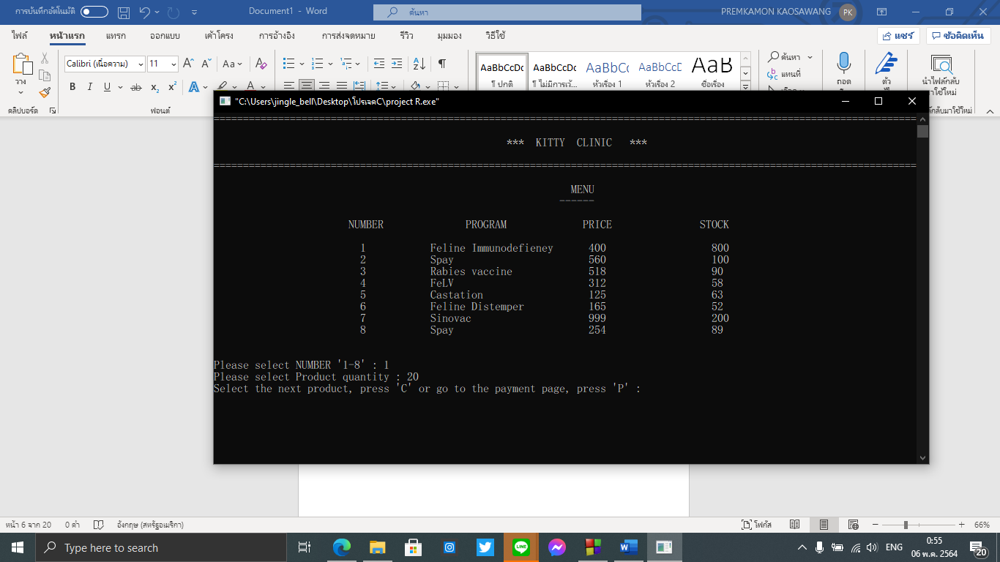 การบันทึกอัตโนมัติ
Document1 - Word
ค้นหา
PREMKAMON KAOSAWANG
PK
ไฟล์ หน้าแรก แทรก ออกแบบ เค้าโครง การอ้างอิง การส่งจดหมาย รีวิว มุมมอง วิธีใช้
แชร์ ข้อคิดเห็น
วาง
Calibri (เนื้อความ) 11
Aa
B I U ab x₂ x² A A
¶
AaBbCcDc AaBbCcDc AaBbCc AaBbCcD AaB
¶ ปกติ ¶ ไม่มีการเว้... หัวเรื่อง 1 หัวเรื่อง 2 ชื่อเรื่อง
ค้นหา
แทนที่
ถอด
ตัว
นำไฟล์กลับ
มาใช้ใหม่
คลิปบอร์ด ฟอนต์
"C:\Users\jingle_bell\Desktop\โปรเจคC\project R.exe"
*** KITTY CLINIC ***
MENU
------
NUMBER PROGRAM PRICE STOCK
1 Feline Immunodefieney 400 800
2 Spay 560 100
3 Rabies vaccine 518 90
4 FeLV 312 58
5 Castation 125 63
6 Feline Distemper 165 52
7 Sinovac 999 200
8 Spay 254 89
Please select NUMBER '1-8' : 1
Please select Product quantity : 20
Select the next product, press 'C' or go to the payment page, press 'P' :
หน้า 6 จาก 20 0 คำ อังกฤษ (สหรัฐอเมริกา) โฟกัส 66%
Type here to search
LINE
ENG
0:55
06 พ.ค. 2564
20